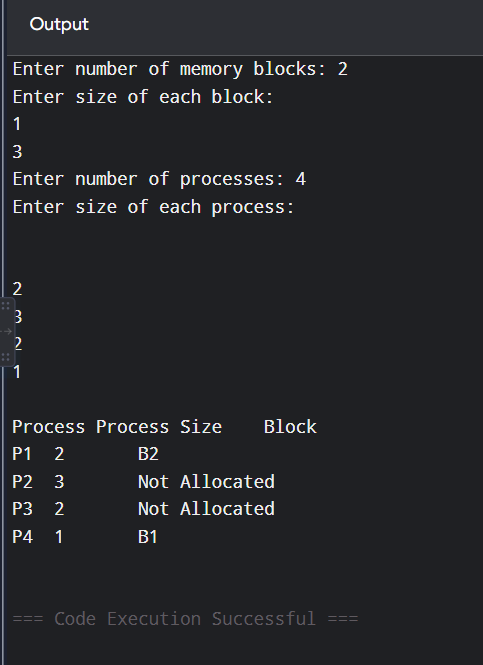 Output
Enter number of memory blocks: 2
Enter size of each block:
1
3
Enter number of processes: 4
Enter size of each process:
2
3
2
1
Process Process Size    Block
P1  2       B2
P2  3       Not Allocated
P3  2       Not Allocated
P4  1       B1
=== Code Execution Successful ===